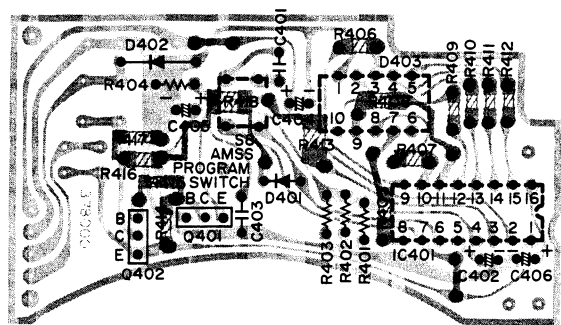 D402
C401
R406
D403
R404
R409
R410
R411
R412
1 2 3 4 5
10 9 8 7 6
R413
R407
S8
AMSS
PROGRAM
SWITCH
R416
D401
B C E
Q401
C403
B
C
E
Q402
R403
R402
R401
9 10 11 12 13 14 15 16
8 7 6 5 4 3 2 1
IC401
C402
C406